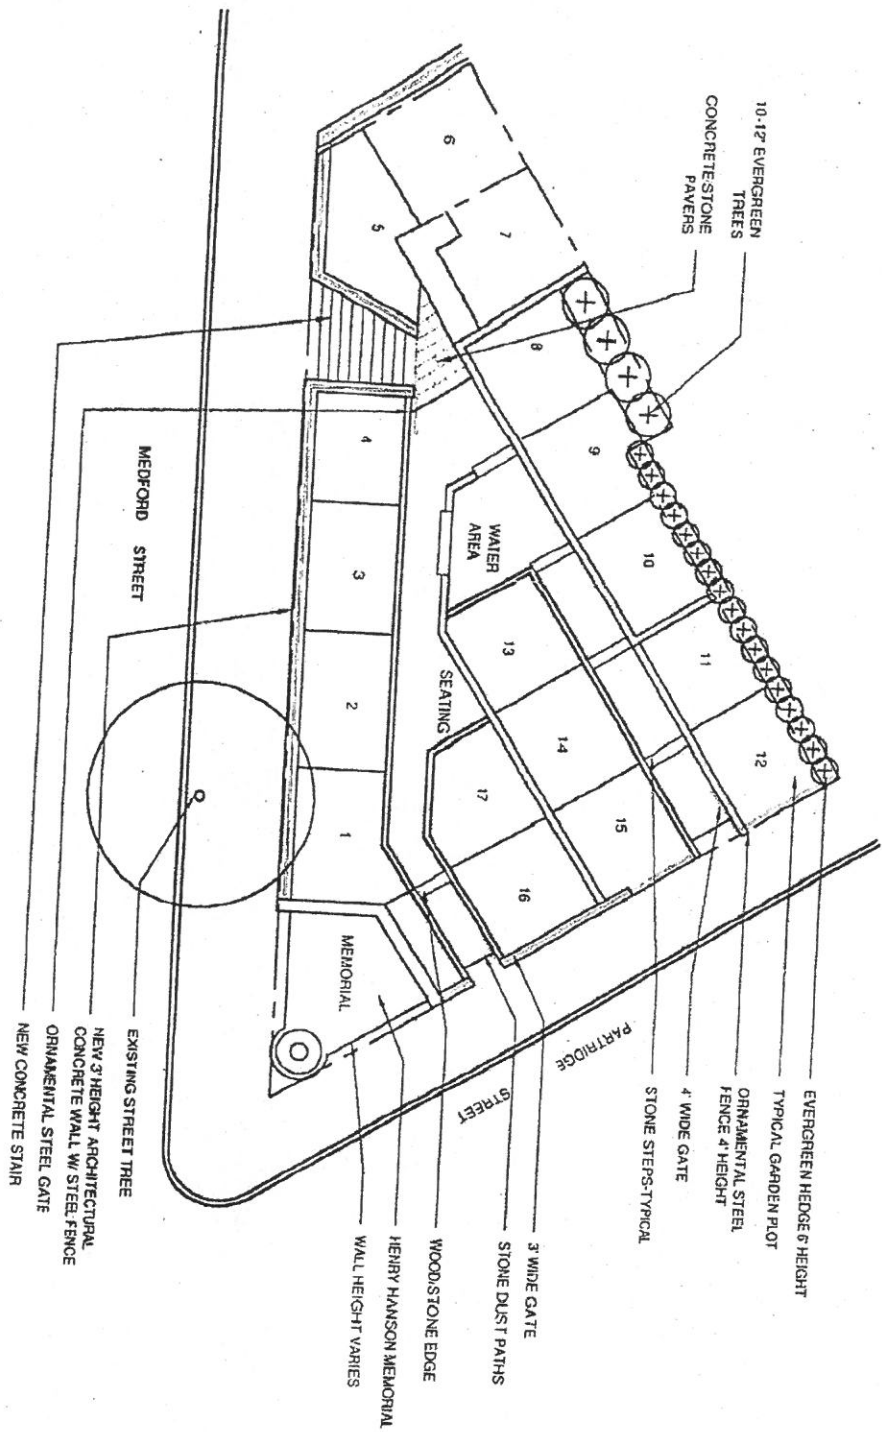 10-12' EVERGREEN
TREES
CONCRETE/STONE
PAVERS
6
7
5
8
9
10
11
12
4
3
2
1
13
14
15
16
17
WATER
AREA
SEATING
MEMORIAL
MEDFORD STREET
PARTRIDGE STREET
EVERGREEN HEDGE 6' HEIGHT
TYPICAL GARDEN PLOT
ORNAMENTAL STEEL
FENCE 4' HEIGHT
4' WIDE GATE
STONE STEPS-TYPICAL
3' WIDE GATE
STONE DUST PATHS
WOOD/STONE EDGE
HENRY HANSON MEMORIAL
WALL HEIGHT VARIES
EXISTING STREET TREE
NEW 3' HEIGHT ARCHITECTURAL
CONCRETE WALL W/ STEEL FENCE
ORNAMENTAL STEEL GATE
NEW CONCRETE STAIR